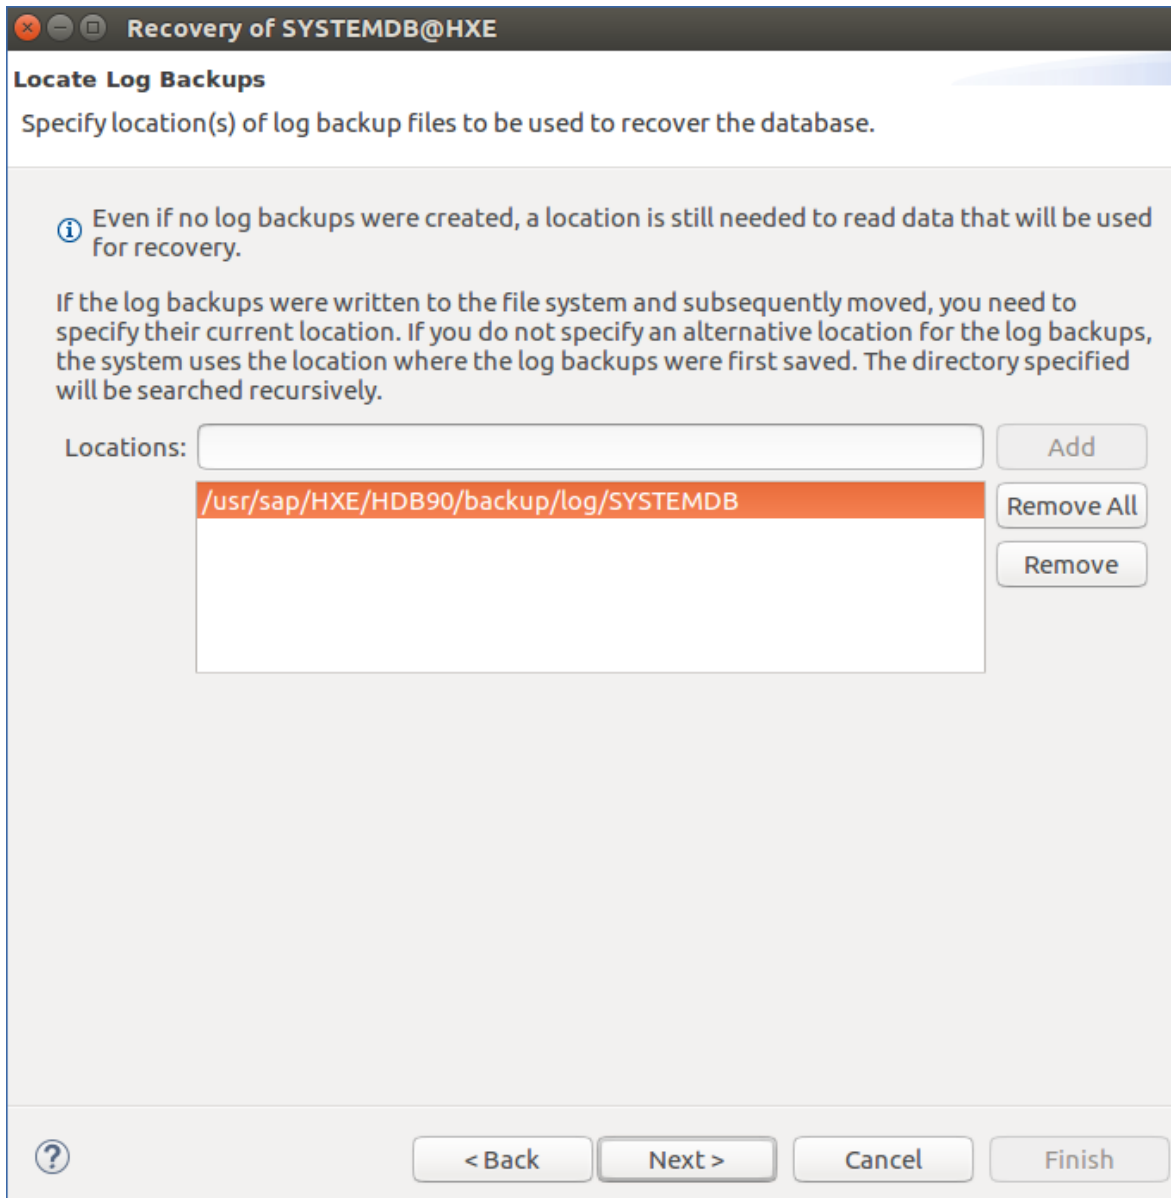 Recovery of SYSTEMDB@HXE
Locate Log Backups
Specify location(s) of log backup files to be used to recover the database.
Even if no log backups were created, a location is still needed to read data that will be used
for recovery.
If the log backups were written to the file system and subsequently moved, you need to
specify their current location. If you do not specify an alternative location for the log backups,
the system uses the location where the log backups were first saved. The directory specified
will be searched recursively.
Locations:
Add
/usr/sap/HXE/HDB90/backup/log/SYSTEMDB
Remove All
Remove
< Back
Next >
Cancel
Finish